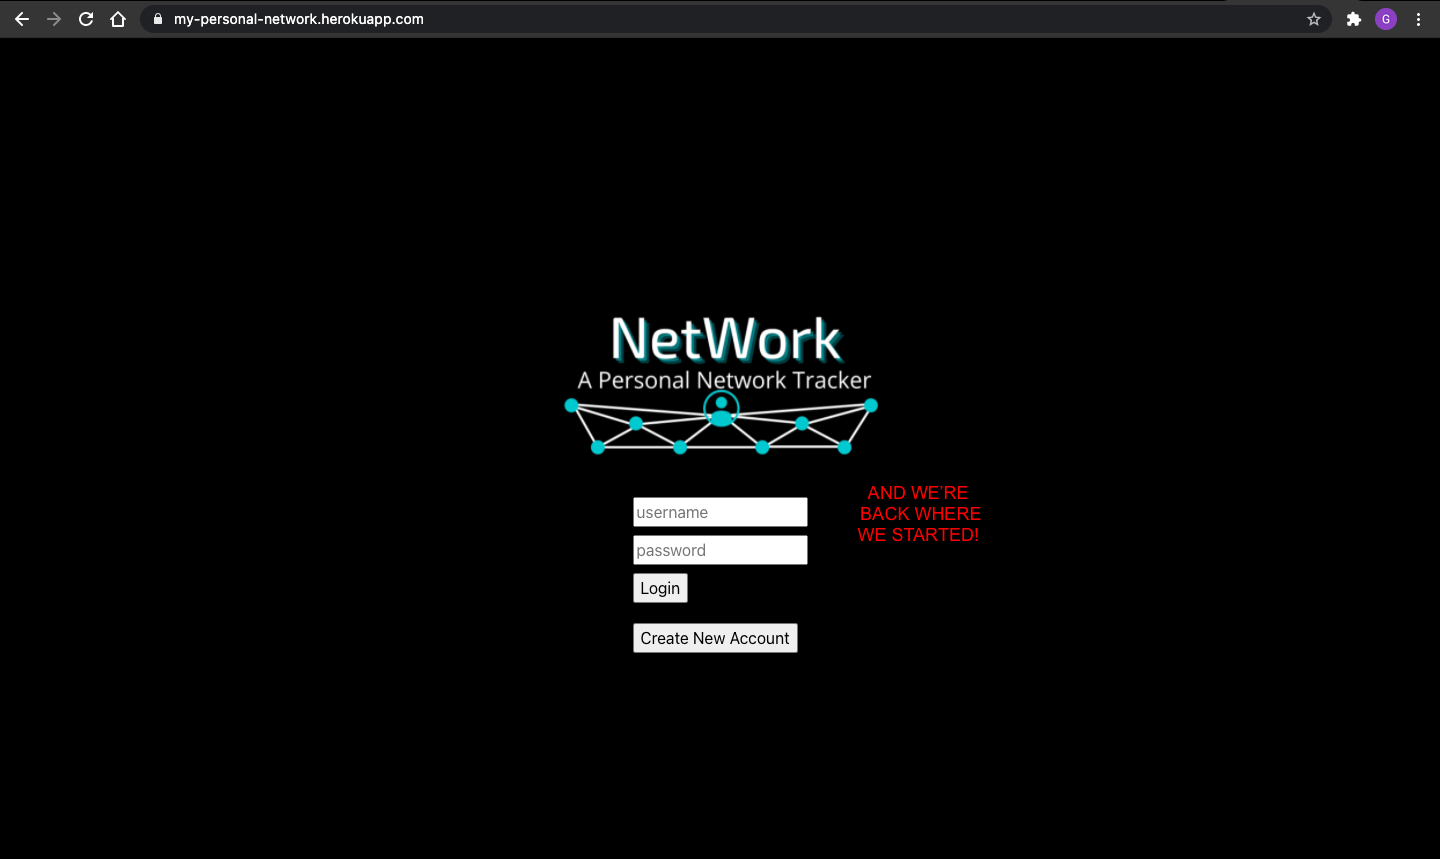 my-personal-network.herokuapp.com
G
NetWork
A Personal Network Tracker
username
AND WE'RE
BACK WHERE
WE STARTED!
password
Login
Create New Account